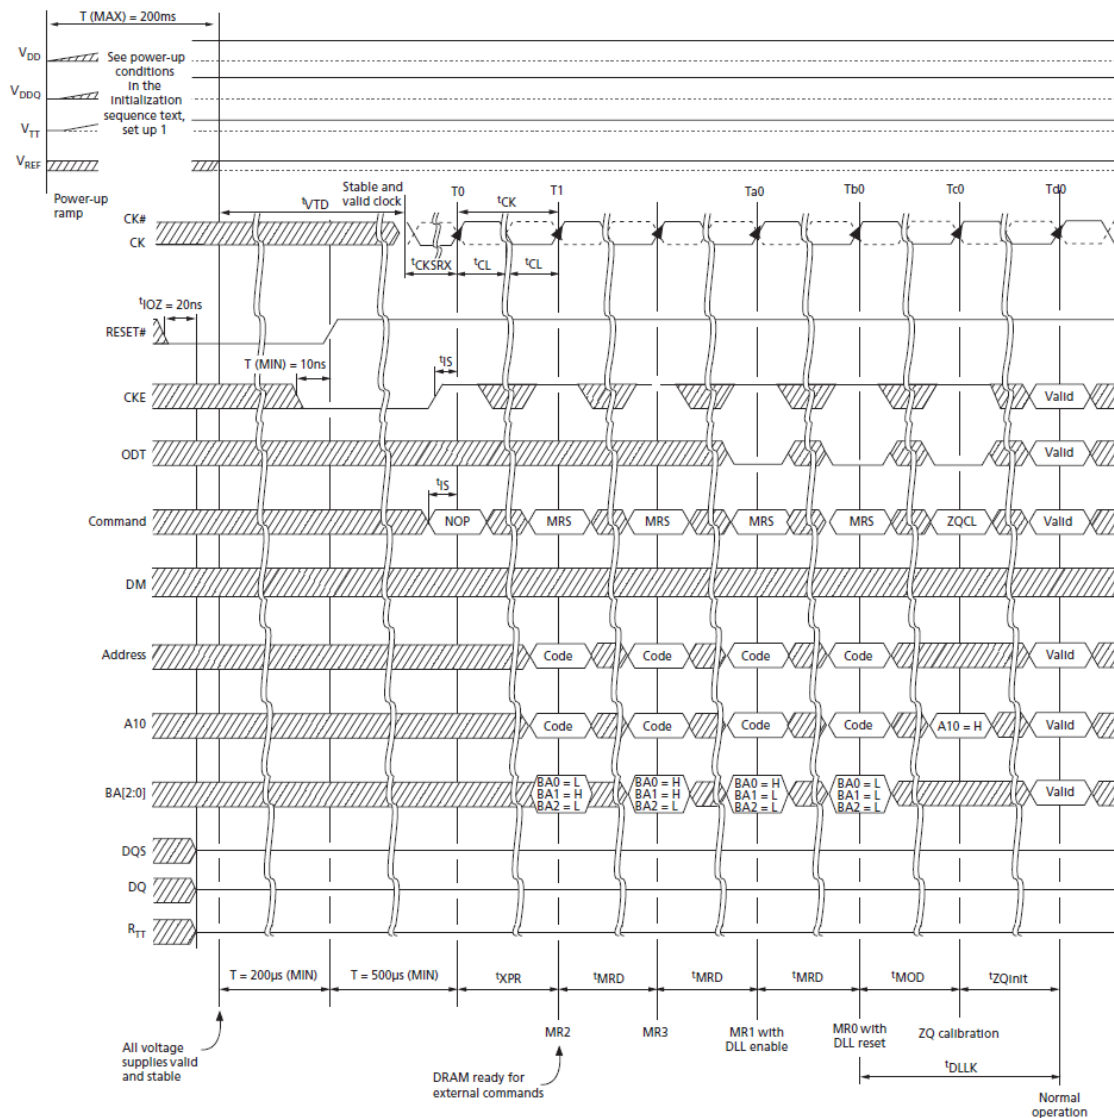 T (MAX) = 200ms
VDD
See power-up
conditions
in the
initialization
sequence text,
set up 1
VDDQ
VTT
VREF
Power-up
ramp
Stable and
valid clock
T0
T1
Ta0
Tb0
Tc0
Td0
tVTD
tCK
CK#
CK
tCKSRX
tCL
tCL
tIOZ = 20ns
RESET#
T (MIN) = 10ns
tIS
CKE
Valid
ODT
Valid
tIS
Command
NOP
MRS
MRS
MRS
MRS
ZQCL
Valid
DM
Address
Code
Code
Code
Code
Valid
A10
Code
Code
Code
Code
A10 = H
Valid
BA[2:0]
BA0 = L
BA1 = H
BA2 = L
BA0 = H
BA1 = H
BA2 = L
BA0 = H
BA1 = L
BA2 = L
BA0 = L
BA1 = L
BA2 = L
Valid
DQS
DQ
RTT
T = 200µs (MIN)
T = 500µs (MIN)
tXPR
tMRD
tMRD
tMRD
tMOD
tZQinit
MR2
MR3
MR1 with
DLL enable
MR0 with
DLL reset
ZQ calibration
All voltage
supplies valid
and stable
DRAM ready for
external commands
tDLLK
Normal
operation